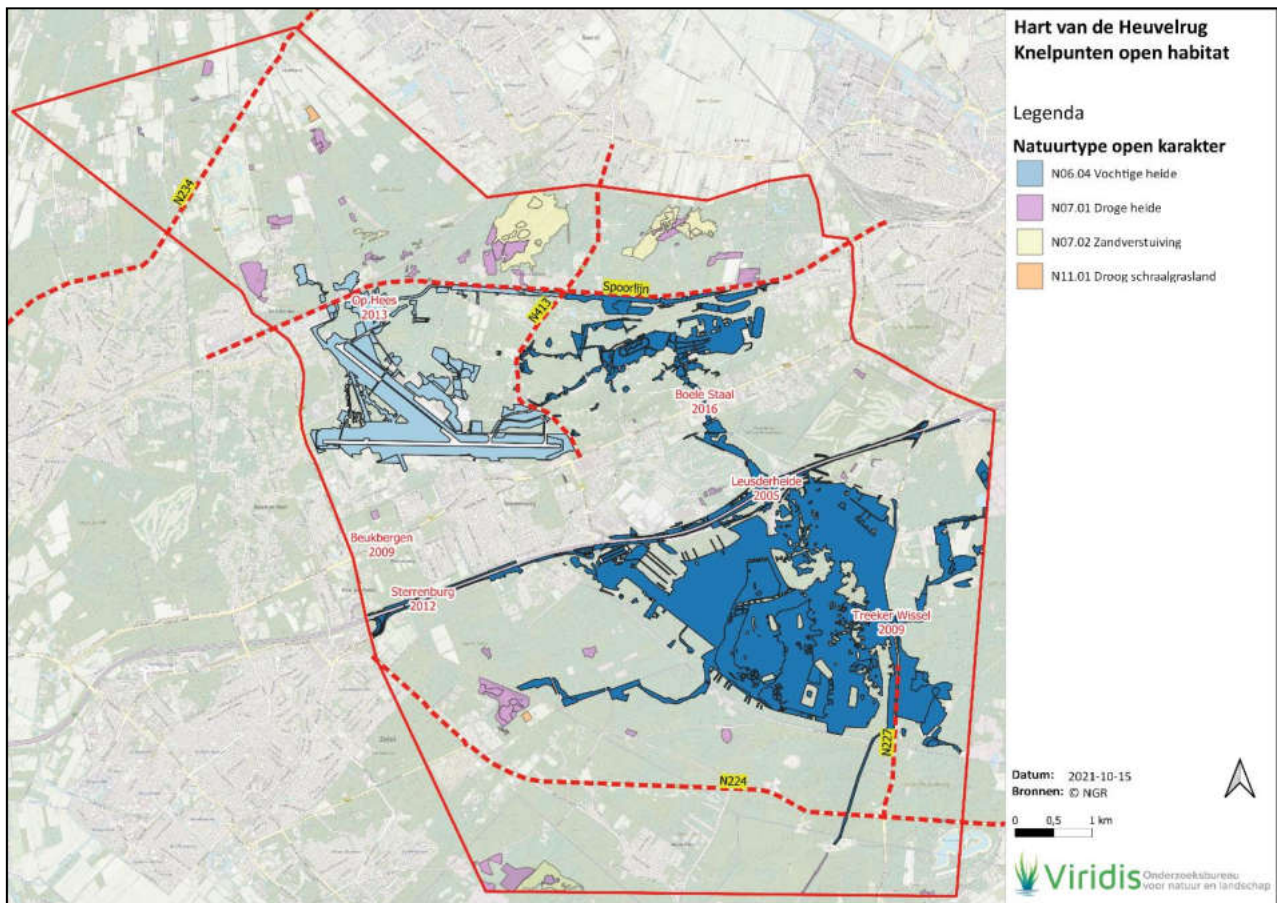 Hart van de Heuvelrug
Knelpunten open habitat
Legenda
Natuurtype open karakter
N06.04 Vochtige heide
N07.01 Droge heide
N07.02 Zandverstuiving
N11.01 Droog schraalgrasland
N234
Op Hees
2013
Spoorlijn
N413
Boele Staal
2016
Leusderheide
2005
Beukbergen
2009
Sterrenburg
2012
Treeker Wissel
2009
N227
N224
Zeist
Datum: 2021-10-15
Bronnen: © NGR
0 0,5 1 km
Viridis Onderzoeksbureau
voor natuur en landschap